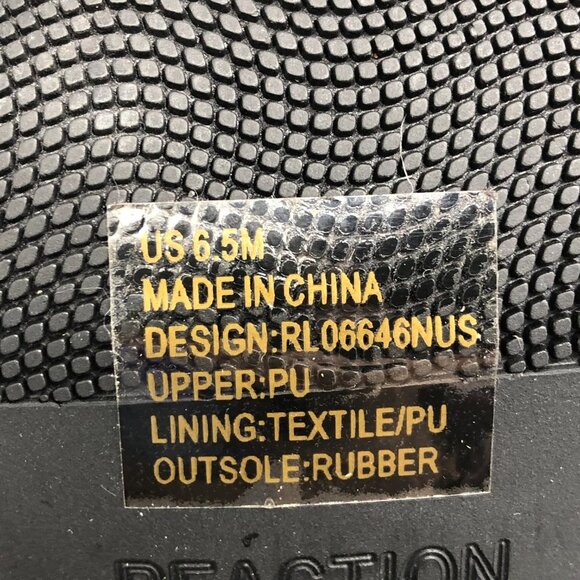 US 6.5M
MADE IN CHINA
DESIGN:RL06646NUS
UPPER:PU
LINING:TEXTILE/PU
OUTSOLE:RUBBER
REACTION